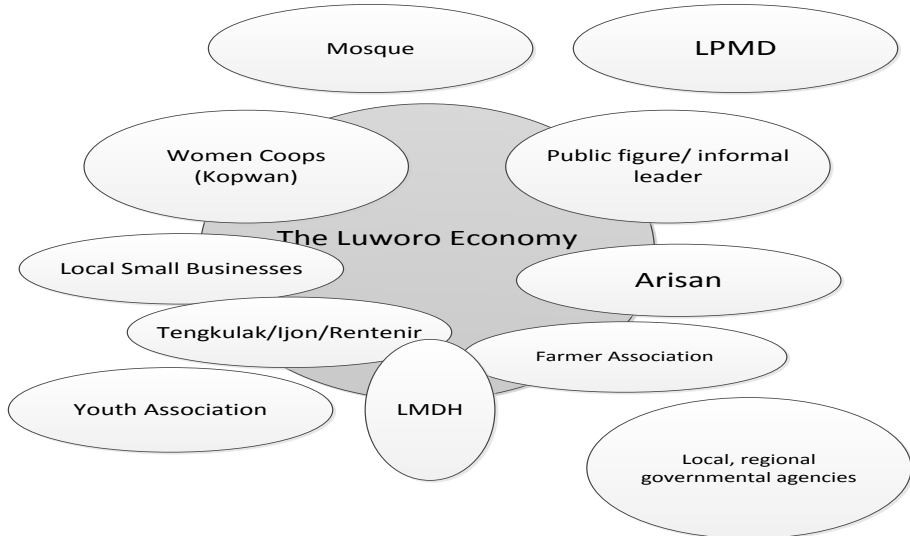 Mosque
LPMD
Women Coops
(Kopwan)
Public figure/ informal
leader
The Luworo Economy
Local Small Businesses
Arisan
Tengkulak/Ijon/Rentenir
Farmer Association
Youth Association
LMDH
Local, regional
governmental agencies